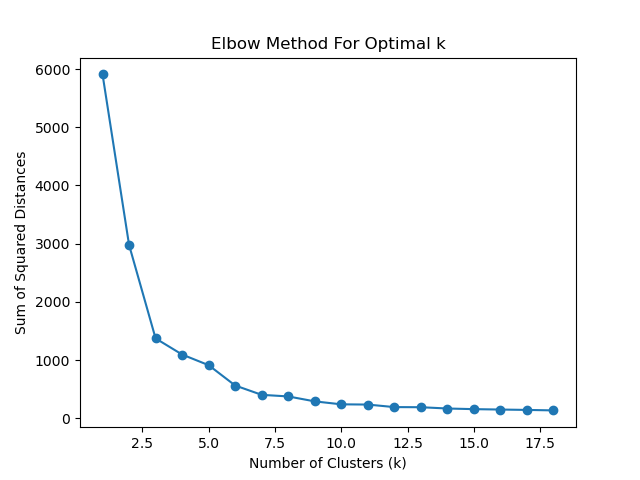 Elbow Method For Optimal k
6000
5000
4000
3000
2000
1000
0
Sum of Squared Distances
2.5 5.0 7.5 10.0 12.5 15.0 17.5
Number of Clusters (k)